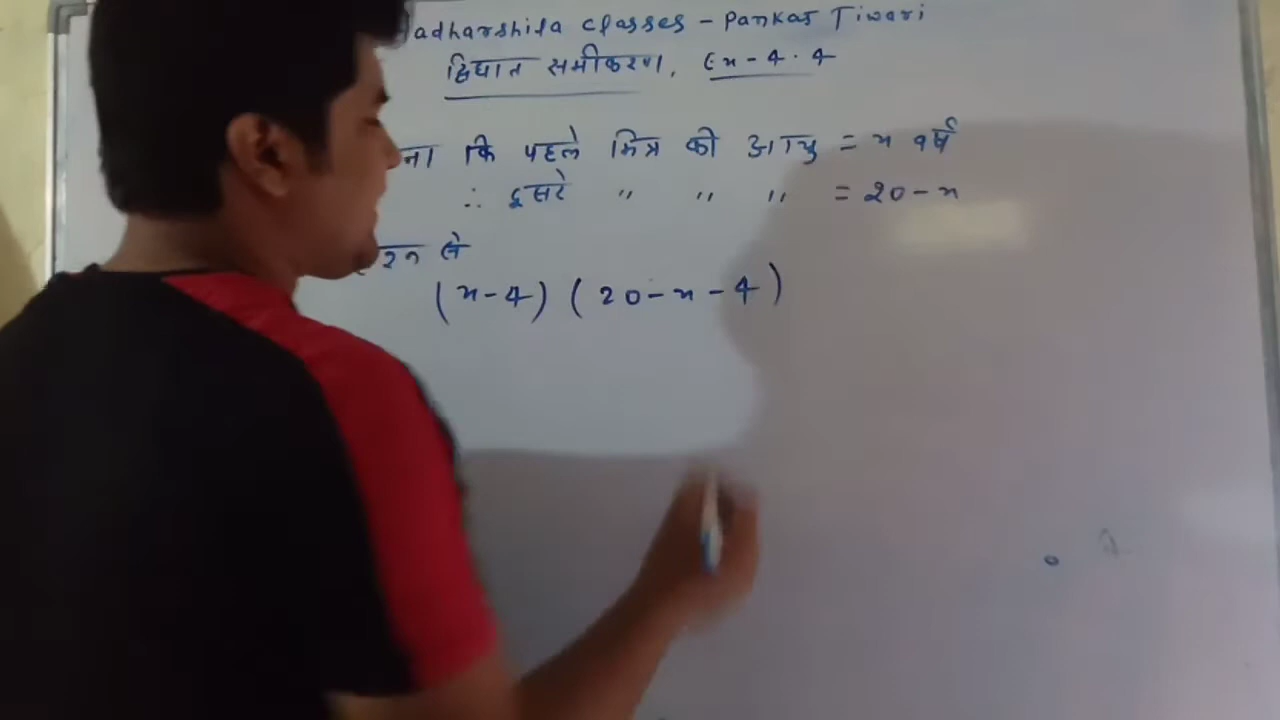 adharshila Classes - Pankaj Tiwari
द्विघात समीकरण, Ex - 4.4
ना कि पहले मित्र की आयु = x वर्ष
∴ दूसरे " " " = 20 - x
श्न से
(x - 4) (20 - x - 4)